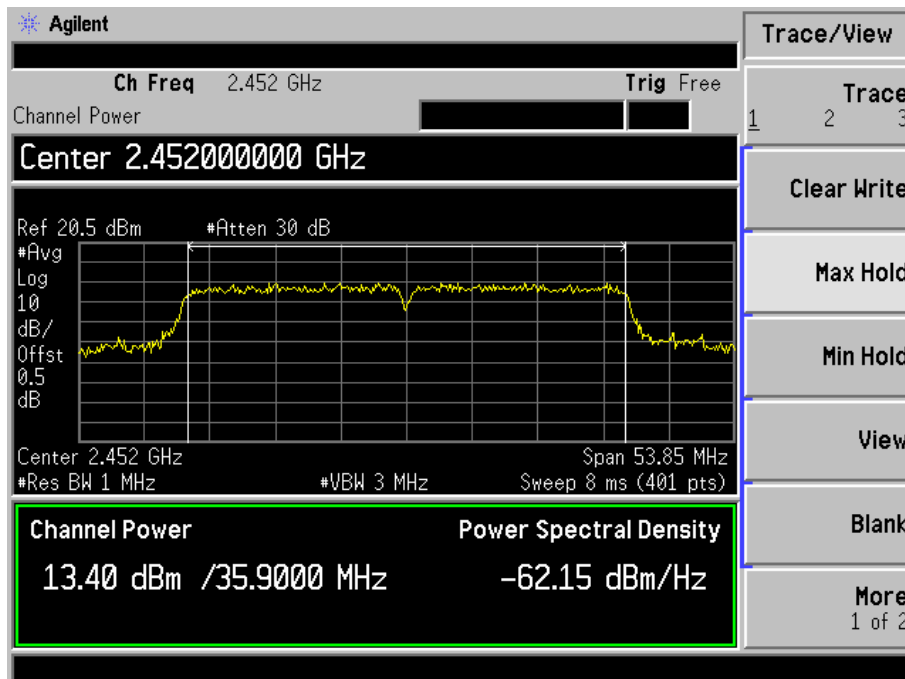 Agilent
Trace/View
Ch Freq 2.452 GHz Trig Free
Channel Power
Trace
1 2 3
Center 2.452000000 GHz
Clear Write
Ref 20.5 dBm #Atten 30 dB
#Avg
Log
10
dB/
Offst
0.5
dB
Max Hold
Min Hold
Center 2.452 GHz Span 53.85 MHz
#Res BW 1 MHz #VBW 3 MHz Sweep 8 ms (401 pts)
View
Channel Power Power Spectral Density
13.40 dBm /35.9000 MHz -62.15 dBm/Hz
Blank
More
1 of 2